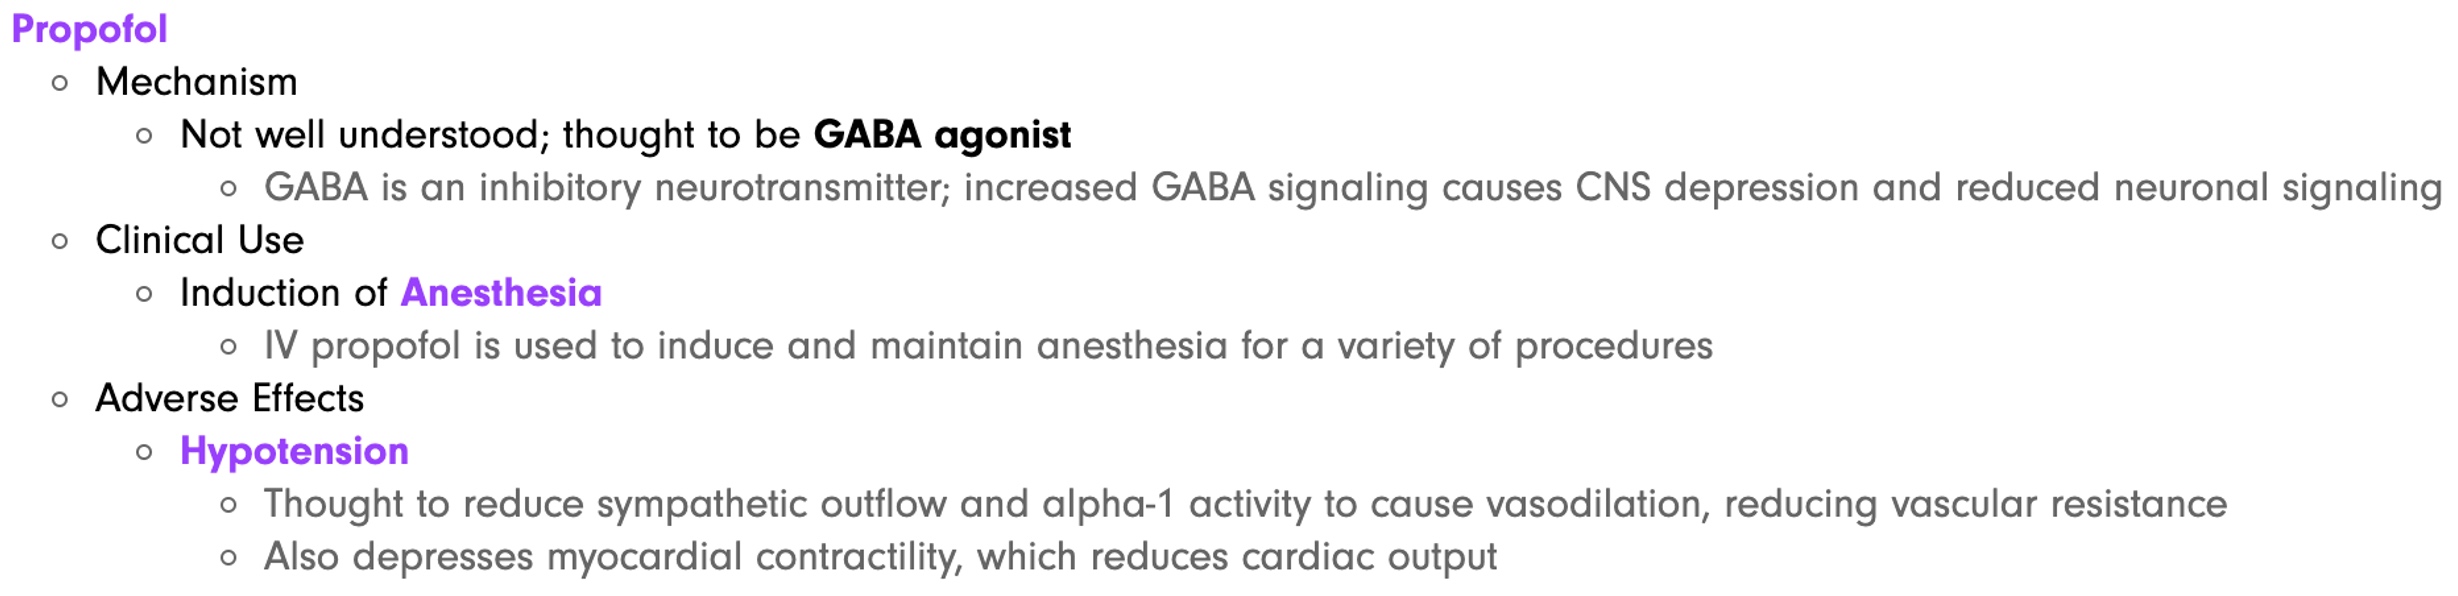 Propofol
Mechanism
Not well understood; thought to be GABA agonist
GABA is an inhibitory neurotransmitter; increased GABA signaling causes CNS depression and reduced neuronal signaling
Clinical Use
Induction of Anesthesia
IV propofol is used to induce and maintain anesthesia for a variety of procedures
Adverse Effects
Hypotension
Thought to reduce sympathetic outflow and alpha-1 activity to cause vasodilation, reducing vascular resistance
Also depresses myocardial contractility, which reduces cardiac output